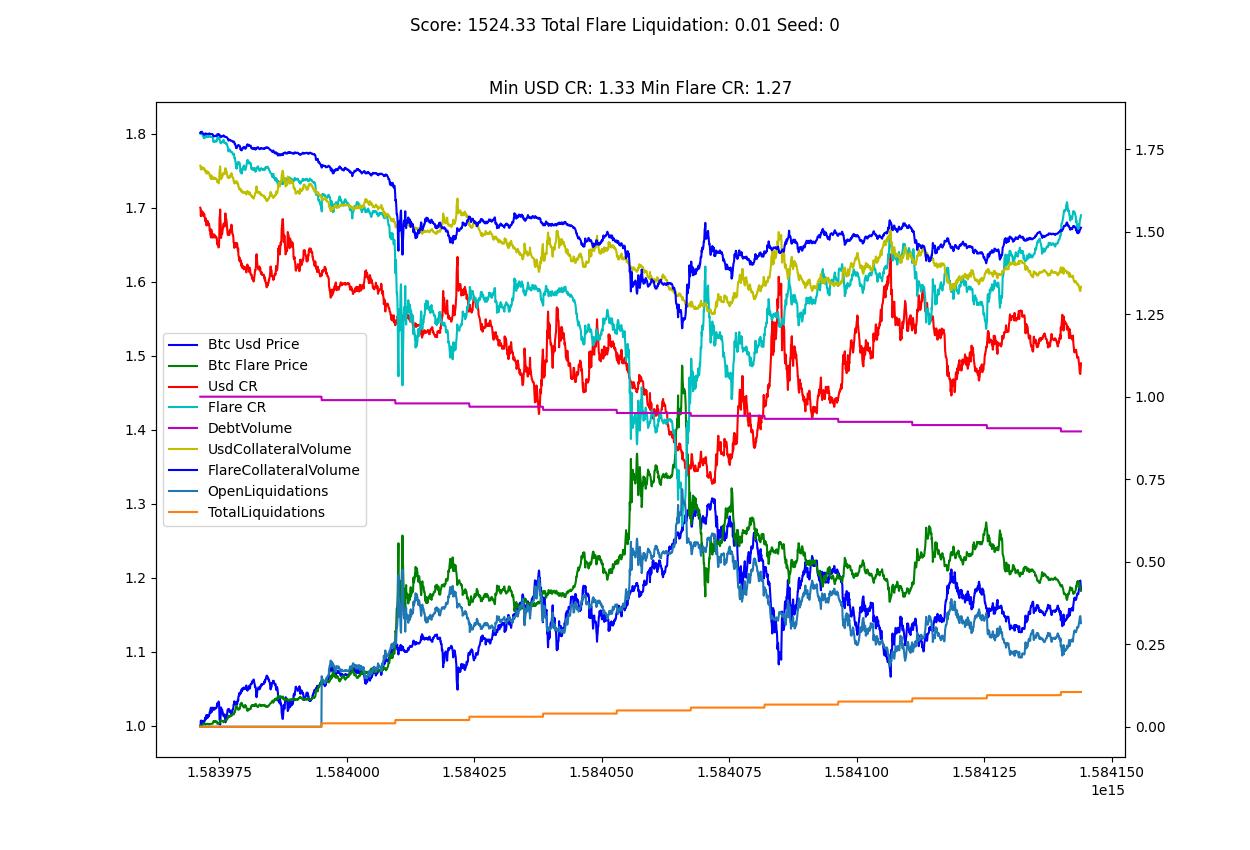 Score: 1524.33 Total Flare Liquidation: 0.01 Seed: 0
Min USD CR: 1.33 Min Flare CR: 1.27
1.8
1.7
1.6
1.5
1.4
1.3
1.2
1.1
1.0
Btc Usd Price
Btc Flare Price
Usd CR
Flare CR
DebtVolume
UsdCollateralVolume
FlareCollateralVolume
OpenLiquidations
TotalLiquidations
1.75
1.50
1.25
1.00
0.75
0.50
0.25
0.00
1.583975 1.584000 1.584025 1.584050 1.584075 1.584100 1.584125 1.584150
1e15